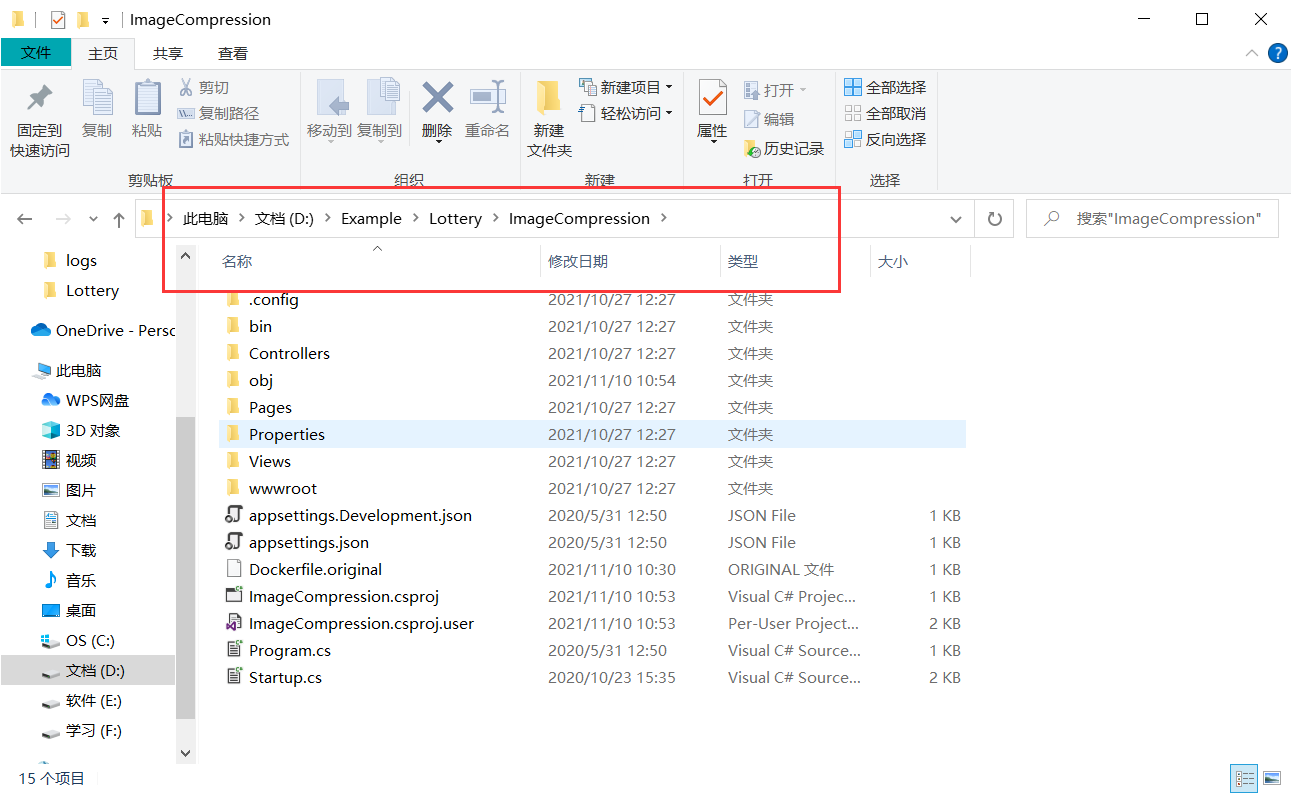 ImageCompression
文件 主页 共享 查看
固定到
快速访问
复制
粘贴
剪切
复制路径
粘贴快捷方式
剪贴板
移动到 复制到 删除 重命名
组织
新建
文件夹
新建项目
轻松访问
新建
属性
打开
编辑
历史记录
打开
全部选择
全部取消
反向选择
选择
此电脑 文档 (D:) Example Lottery ImageCompression
搜索"ImageCompression"
logs
Lottery
OneDrive - Persc
此电脑
WPS网盘
3D 对象
视频
图片
文档
下载
音乐
桌面
OS (C:)
文档 (D:)
软件 (E:)
学习 (F:)
名称 修改日期 类型 大小
.config 2021/10/27 12:27 文件夹
bin 2021/10/27 12:27 文件夹
Controllers 2021/10/27 12:27 文件夹
obj 2021/11/10 10:54 文件夹
Pages 2021/10/27 12:27 文件夹
Properties 2021/10/27 12:27 文件夹
Views 2021/10/27 12:27 文件夹
wwwroot 2021/10/27 12:27 文件夹
appsettings.Development.json 2020/5/31 12:50 JSON File 1 KB
appsettings.json 2020/5/31 12:50 JSON File 1 KB
Dockerfile.original 2021/11/10 10:30 ORIGINAL 文件 1 KB
ImageCompression.csproj 2021/11/10 10:53 Visual C# Projec... 1 KB
ImageCompression.csproj.user 2021/11/10 10:53 Per-User Project... 2 KB
Program.cs 2020/5/31 12:50 Visual C# Source... 1 KB
Startup.cs 2020/10/23 15:35 Visual C# Source... 2 KB
15 个项目